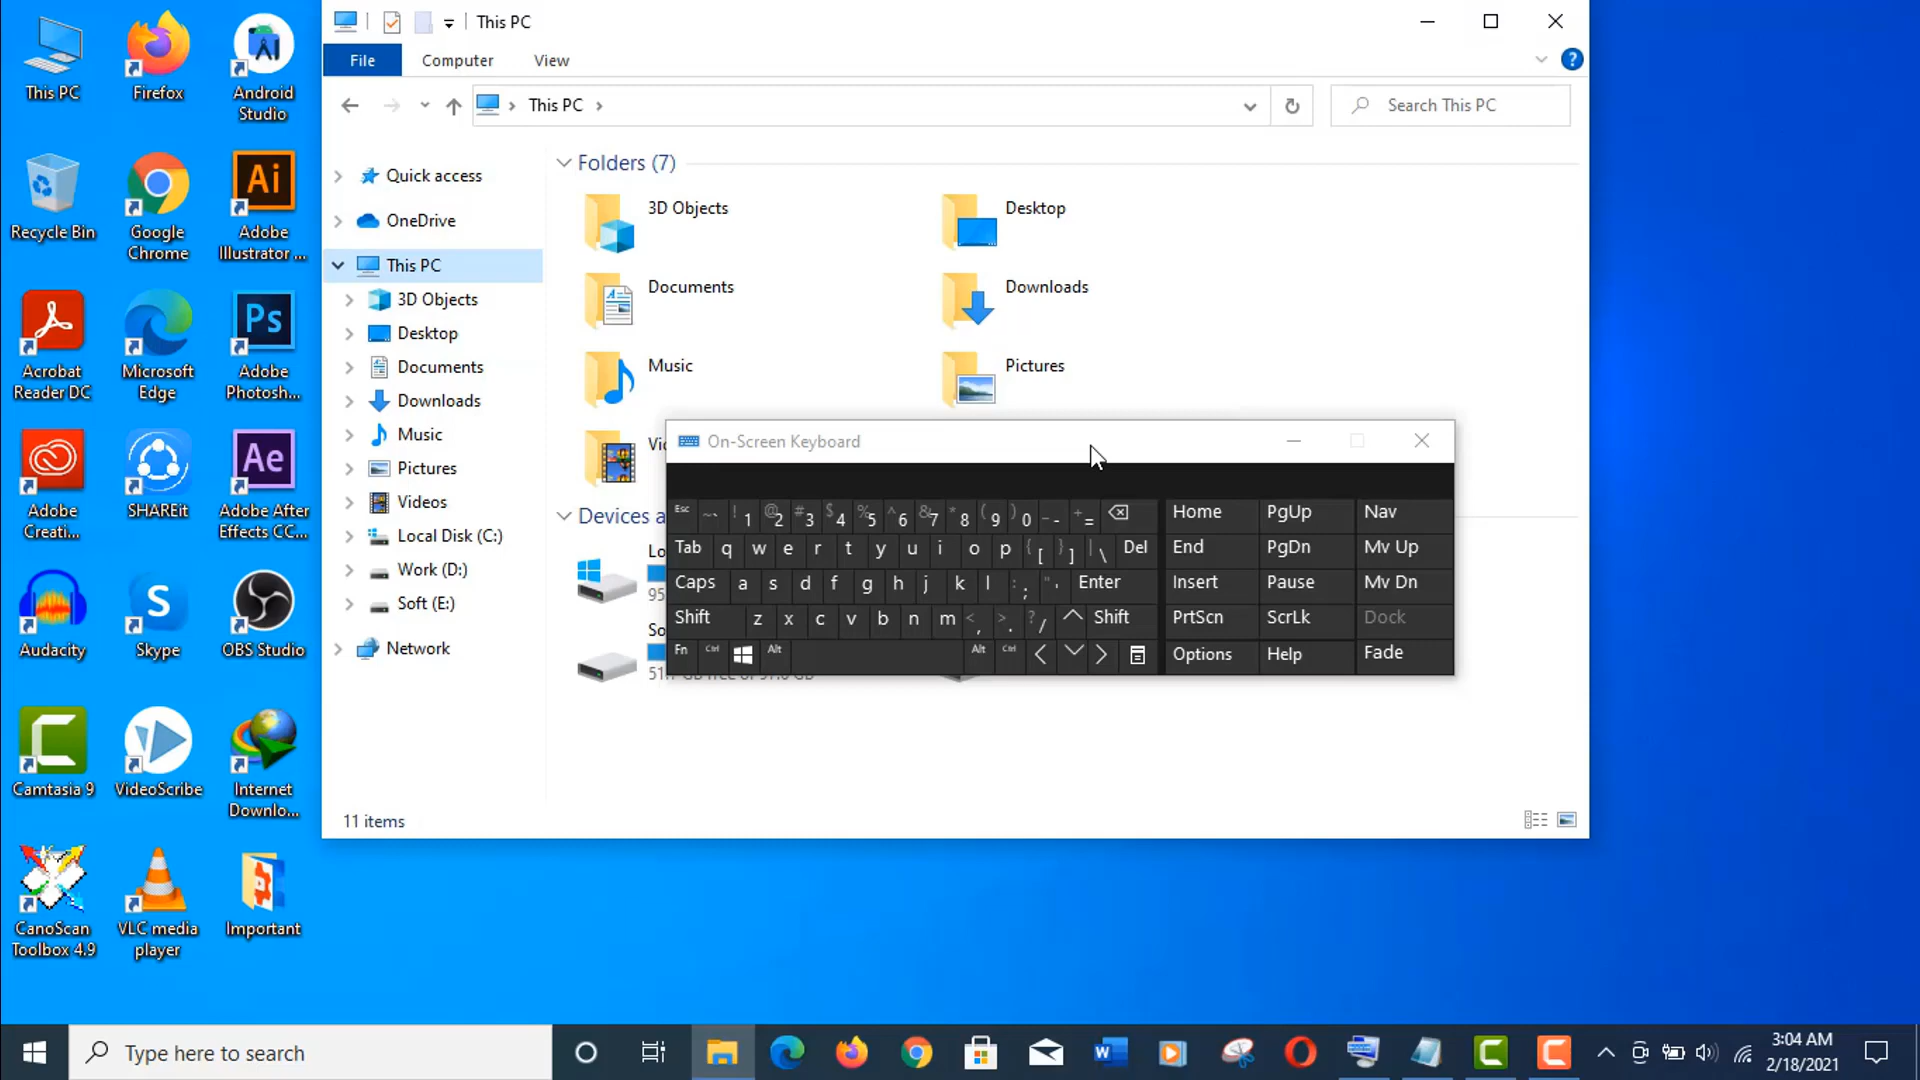 This PC
Firefox
Android
Studio
Recycle Bin
Google
Chrome
Adobe
Illustrator ...
Acrobat
Reader DC
Microsoft
Edge
Adobe
Photosh...
Adobe
Creati...
SHAREit
Adobe After
Effects CC...
Audacity
Skype
OBS Studio
Camtasia 9
VideoScribe
Internet
Downlo...
CanoScan
Toolbox 4.9
VLC media
player
Important
This PC
File
Computer
View
This PC
Search This PC
Quick access
OneDrive
This PC
3D Objects
Desktop
Documents
Downloads
Music
Pictures
Videos
Local Disk (C:)
Work (D:)
Soft (E:)
Network
Folders (7)
3D Objects
Desktop
Documents
Downloads
Music
Pictures
Devices a
11 items
On-Screen Keyboard
Esc ~ ` ! 1 @ 2 # 3 $ 4 % 5 ^ 6 & 7 * 8 ( 9 ) 0 _ - + = Home PgUp Nav
Tab q w e r t y u i o p { [ } ] | \ Del End PgDn Mv Up
Caps a s d f g h j k l : ; " ' Enter Insert Pause Mv Dn
Shift z x c v b n m < , > . ? / Shift PrtScn ScrLk Dock
Fn Ctrl Alt Alt Ctrl Options Help Fade
Type here to search
3:04 AM
2/18/2021